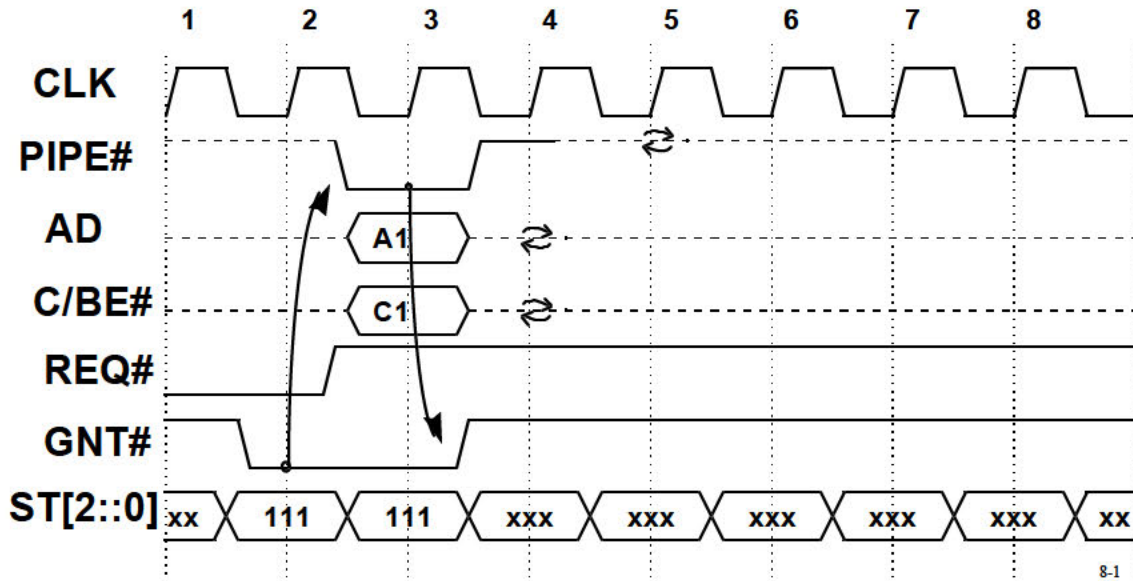 1 2 3 4 5 6 7 8
CLK
PIPE#
AD A1
C/BE# C1
REQ#
GNT#
ST[2::0] xx 111 111 xxx xxx xxx xxx xxx xx
8-1